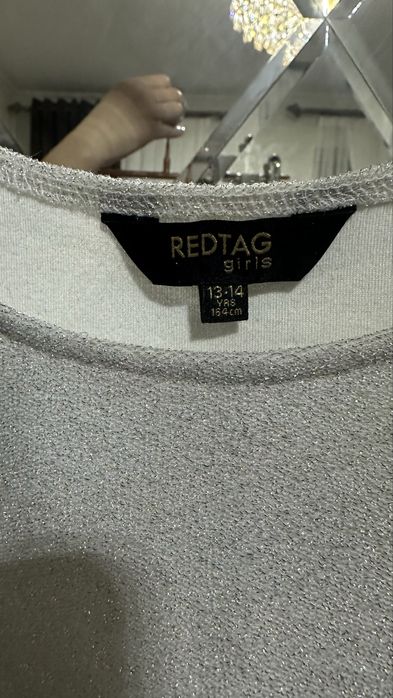 REDTAG
girls
13-14
YRS
164cm